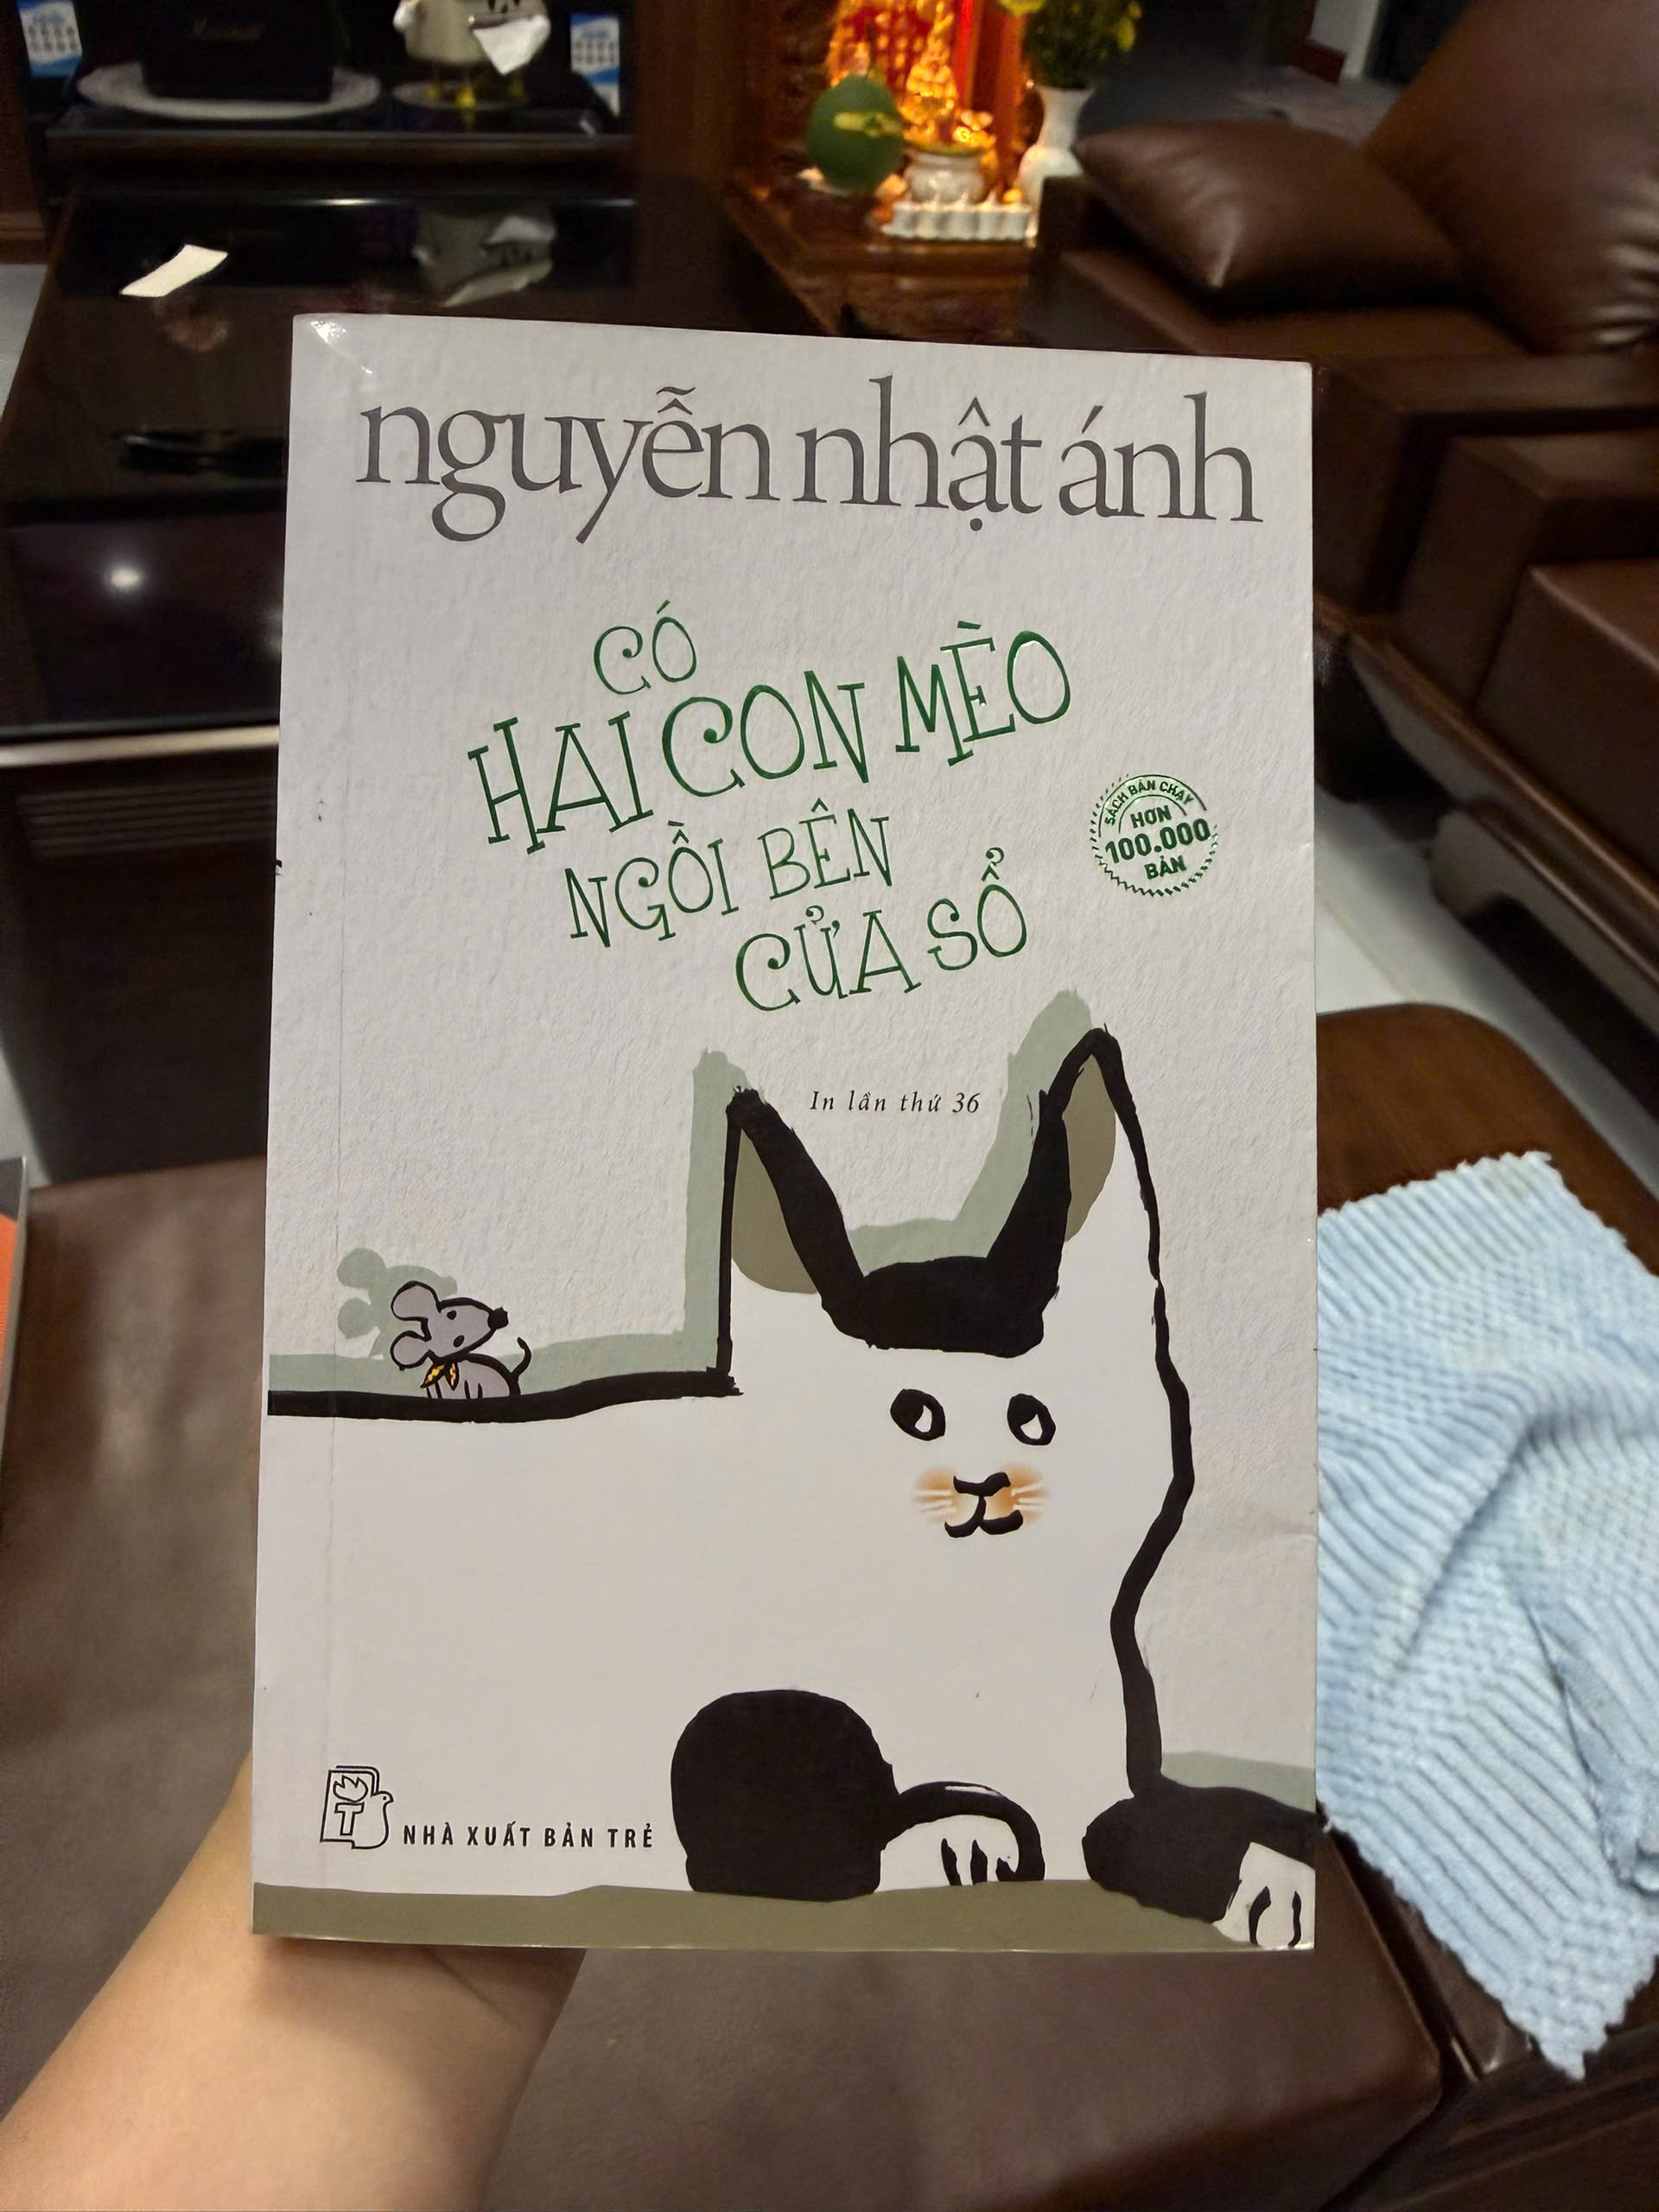 Marshall
nguyễn nhật ánh
CÓ
HAI CON MÈO
NGỒI BÊN
CỬA SỔ
SÁCH BÁN CHẠY
HƠN
100.000
BẢN
In lần thứ 36
T
NHÀ XUẤT BẢN TRẺ